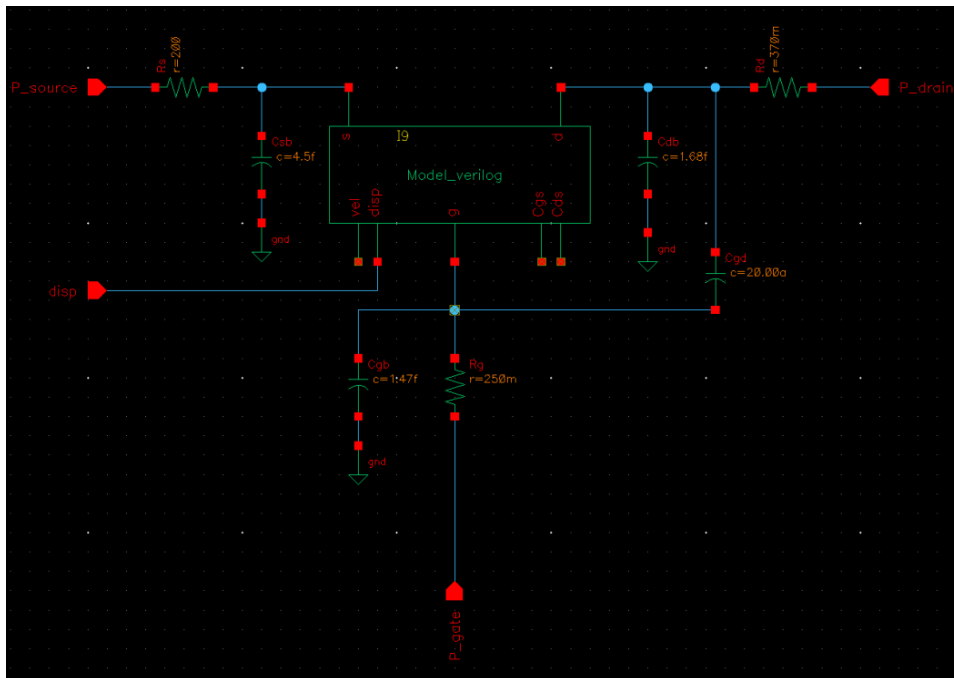 Rs
r=200
Rd
r=370m
P_source
P_drain
s
I9
d
Csb
c=4.5f
Cdb
c=1.68f
Model_verilog
vel
disp
g
Cgs
Cds
gnd
gnd
Cgd
c=20.00a
disp
Cgb
c=1.47f
Rg
r=250m
gnd
P_gate